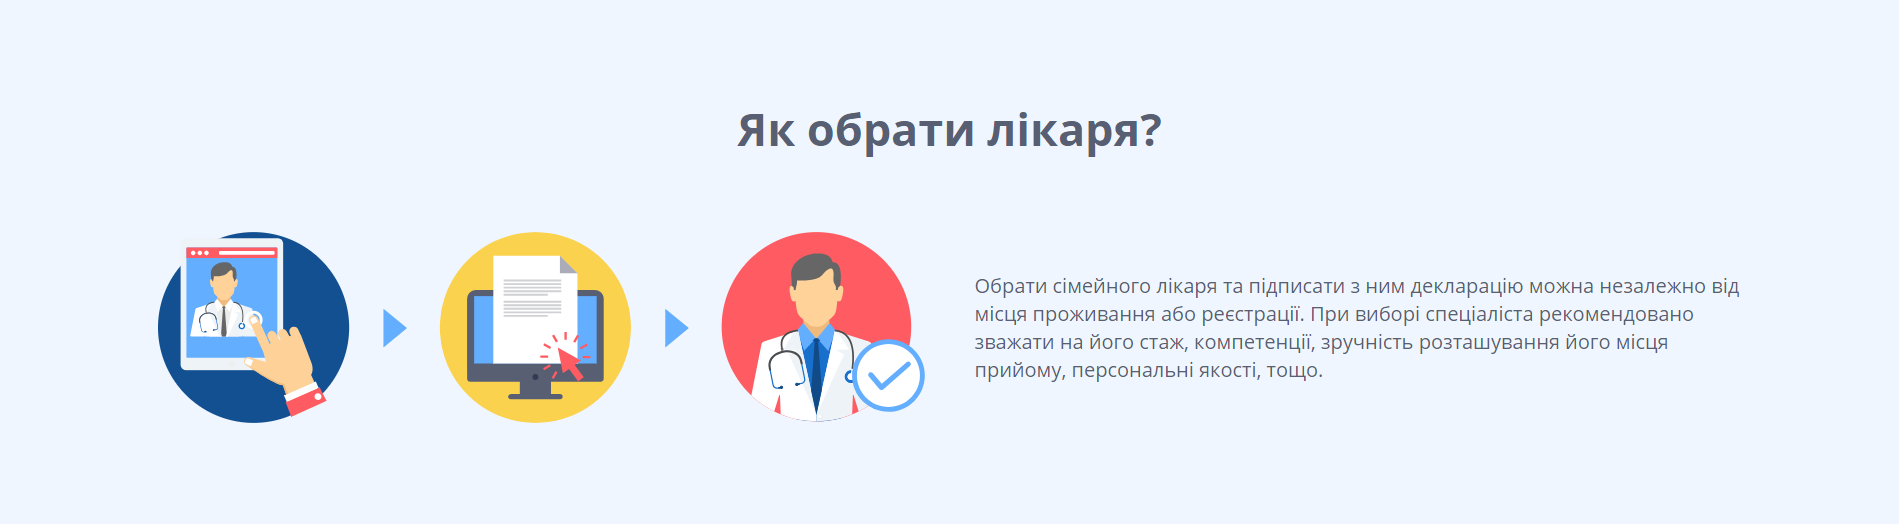 Як обрати лікаря?
Обрати сімейного лікаря та підписати з ним декларацію можна незалежно від
місця проживання або реєстрації. При виборі спеціаліста рекомендовано
зважати на його стаж, компетенції, зручність розташування його місця
прийому, персональні якості, тощо.